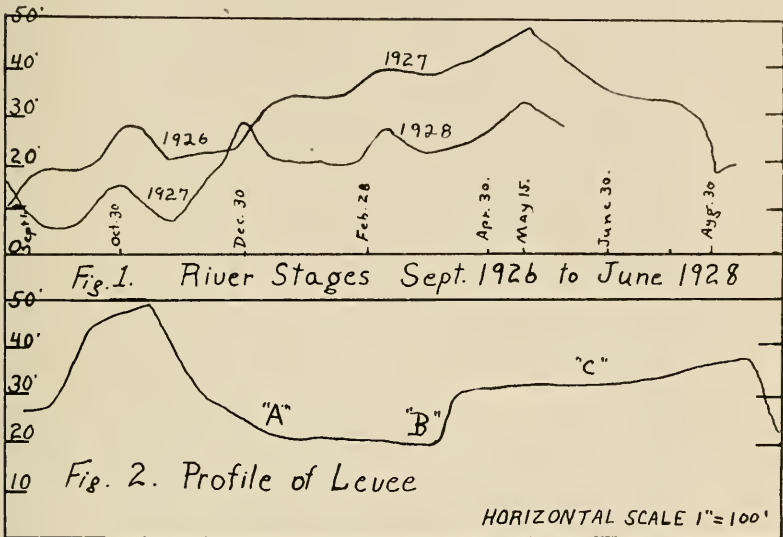 50'
40'
30'
20'
10
0
1926
1927
1927
1928
Sept.
Oct. 30
Dec. 30
Feb. 28
Apr. 30.
May 15.
June 30.
Aug. 30
Fig. 1. River Stages Sept. 1926 to June 1928
50'
40'
30'
20
10
"A"
"B"
"C"
Fig. 2. Profile of Levee
HORIZONTAL SCALE 1"=100'